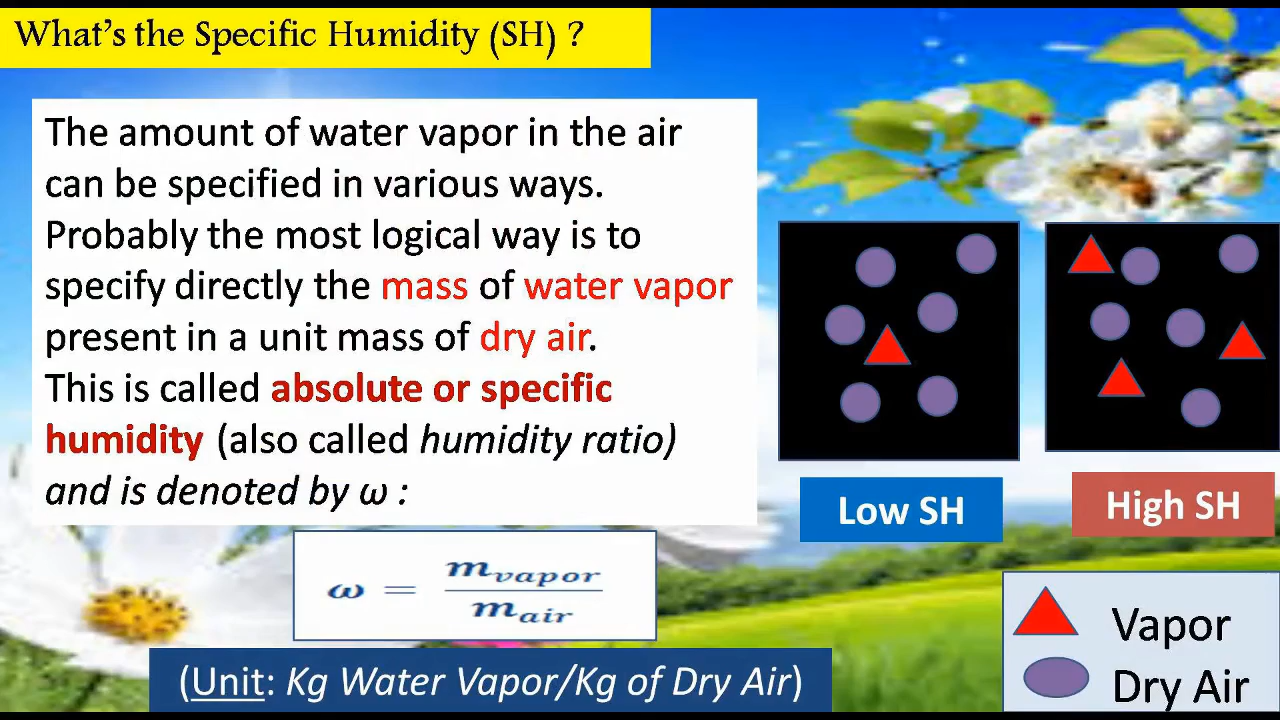 What's the Specific Humidity (SH) ?
The amount of water vapor in the air
can be specified in various ways.
Probably the most logical way is to
specify directly the mass of water vapor
present in a unit mass of dry air.
This is called absolute or specific
humidity (also called humidity ratio)
and is denoted by ω :
ω = m_vapor / m_air
(Unit: Kg Water Vapor/Kg of Dry Air)
Low SH
High SH
Vapor
Dry Air